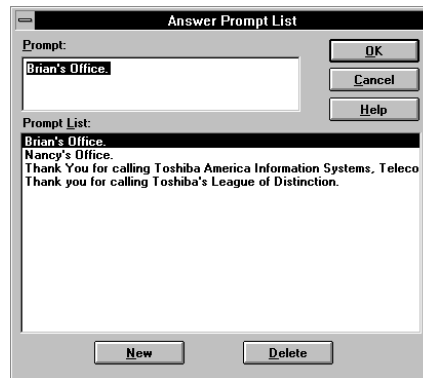 Answer Prompt List
Prompt:
Brian's Office.
OK
Cancel
Help
Prompt List:
Brian's Office.
Nancy's Office.
Thank You for calling Toshiba America Information Systems, Teleco
Thank you for calling Toshiba's League of Distinction.
New
Delete